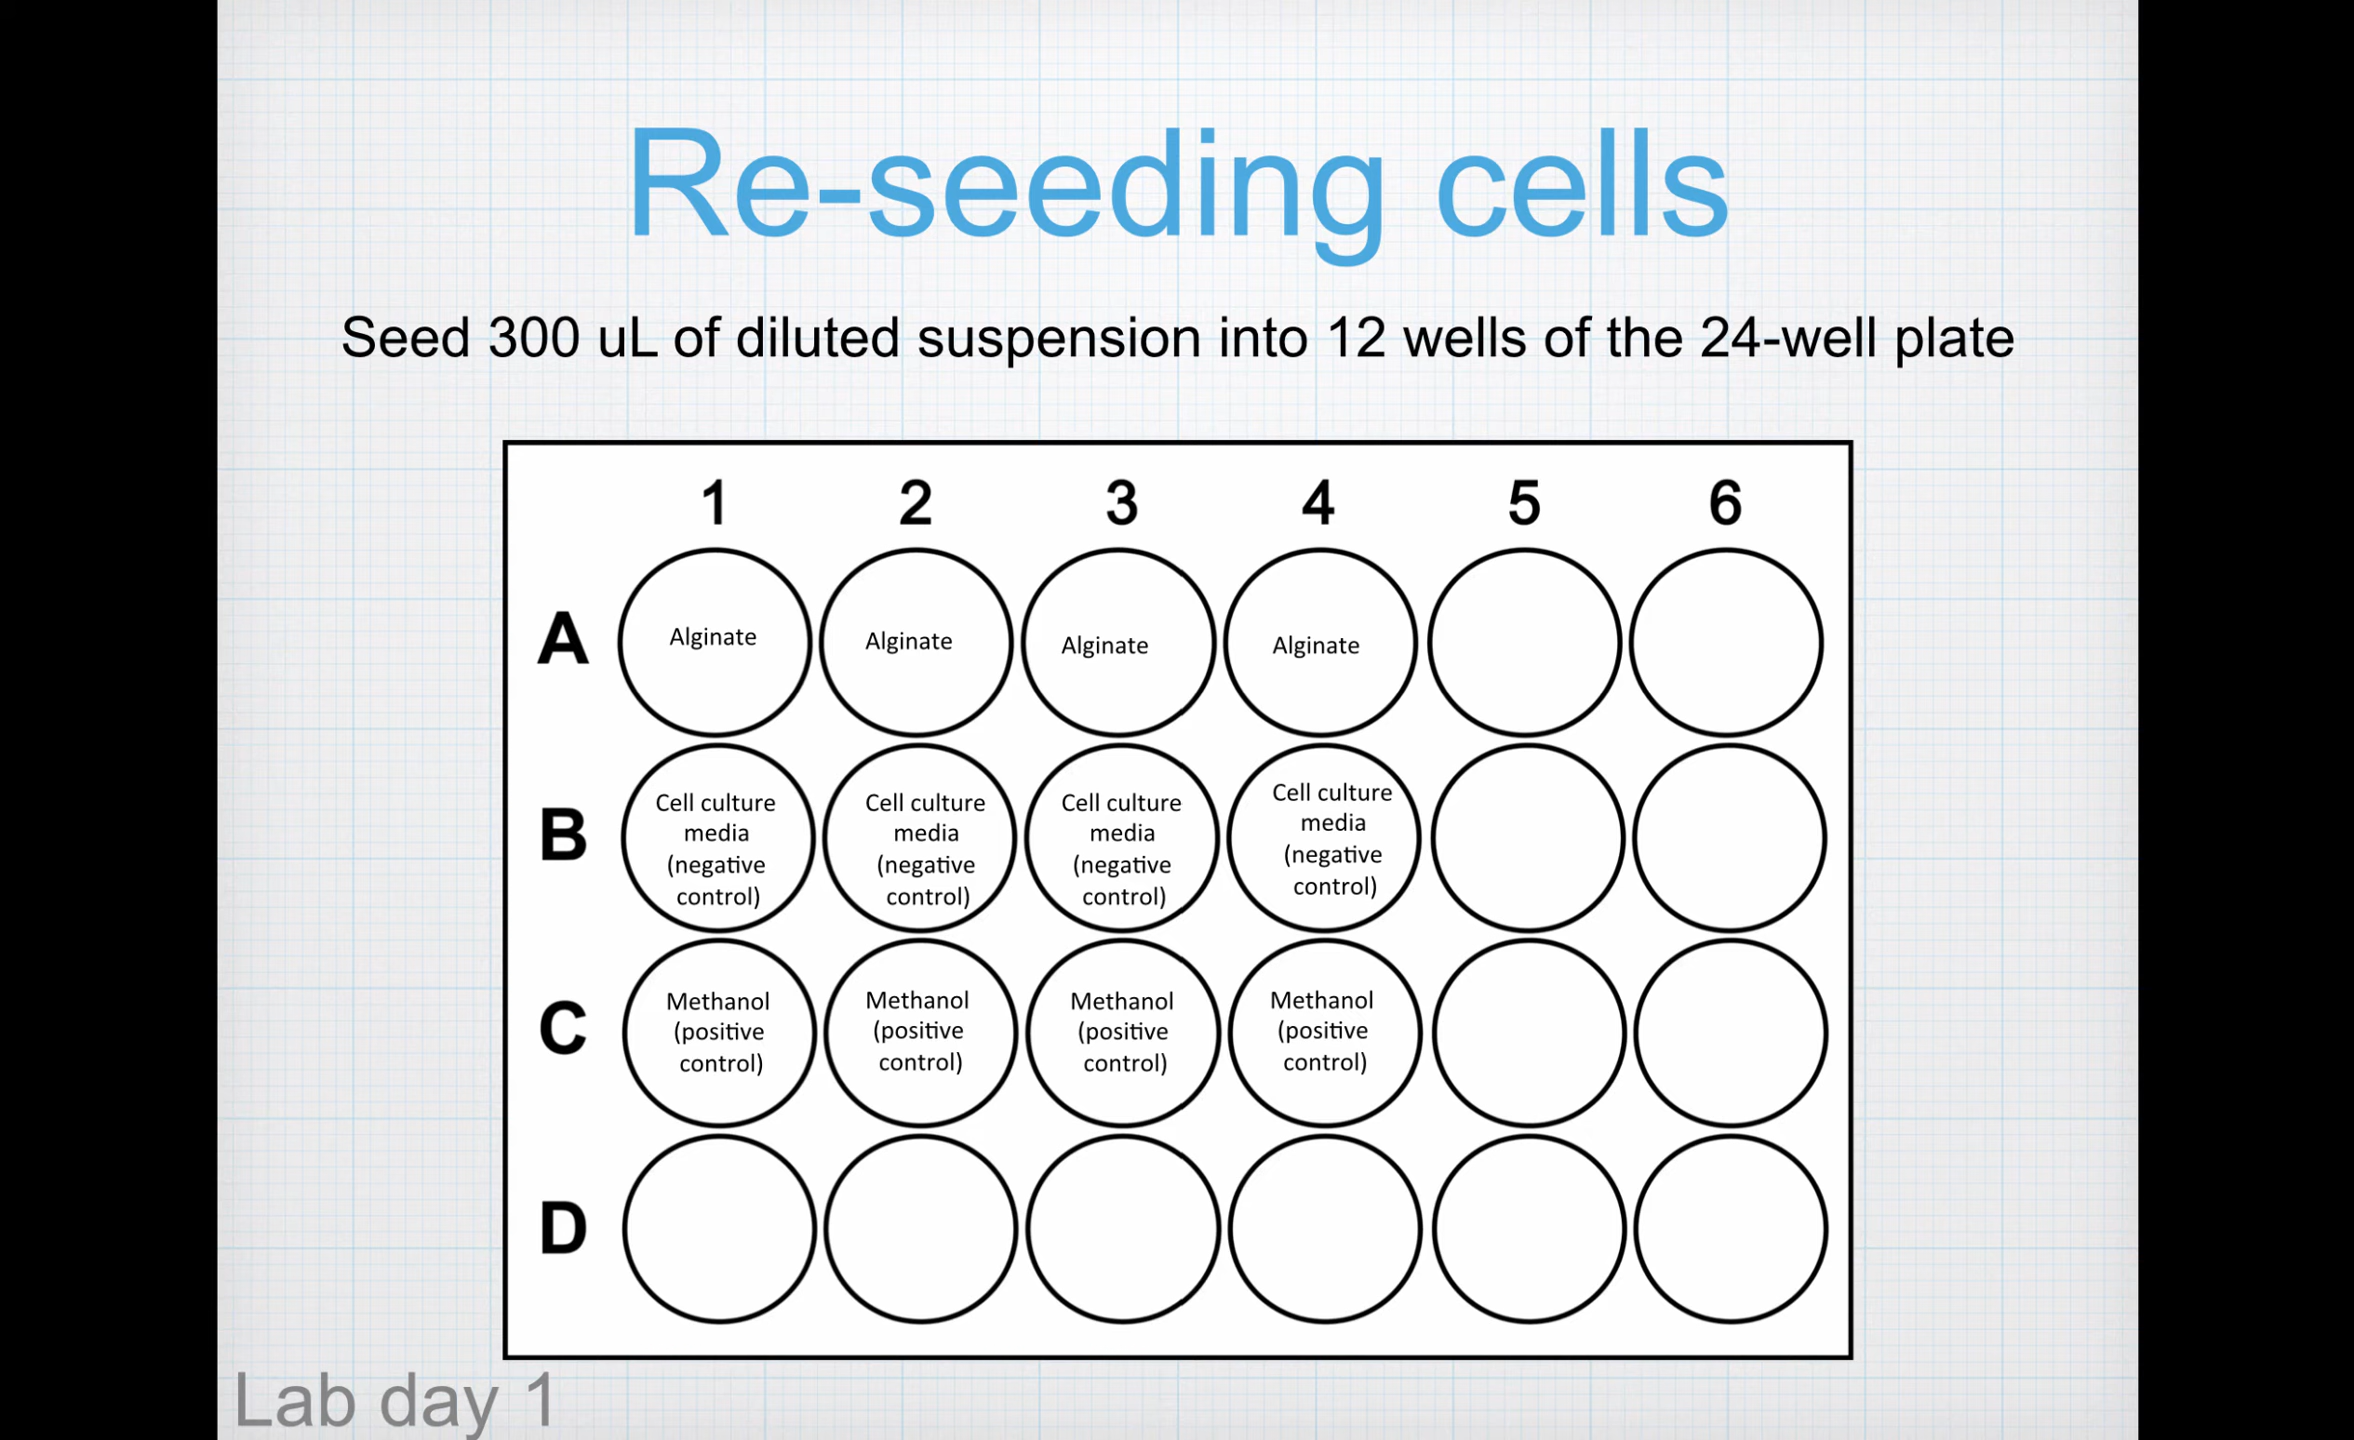 Re-seeding cells
Seed 300 uL of diluted suspension into 12 wells of the 24-well plate
1 2 3 4 5 6
A
Alginate Alginate Alginate Alginate
B
Cell culture Cell culture Cell culture Cell culture
media media media media
(negative (negative (negative (negative
control) control) control) control)
C
Methanol Methanol Methanol Methanol
(positive (positive (positive (positive
control) control) control) control)
D
Lab day 1